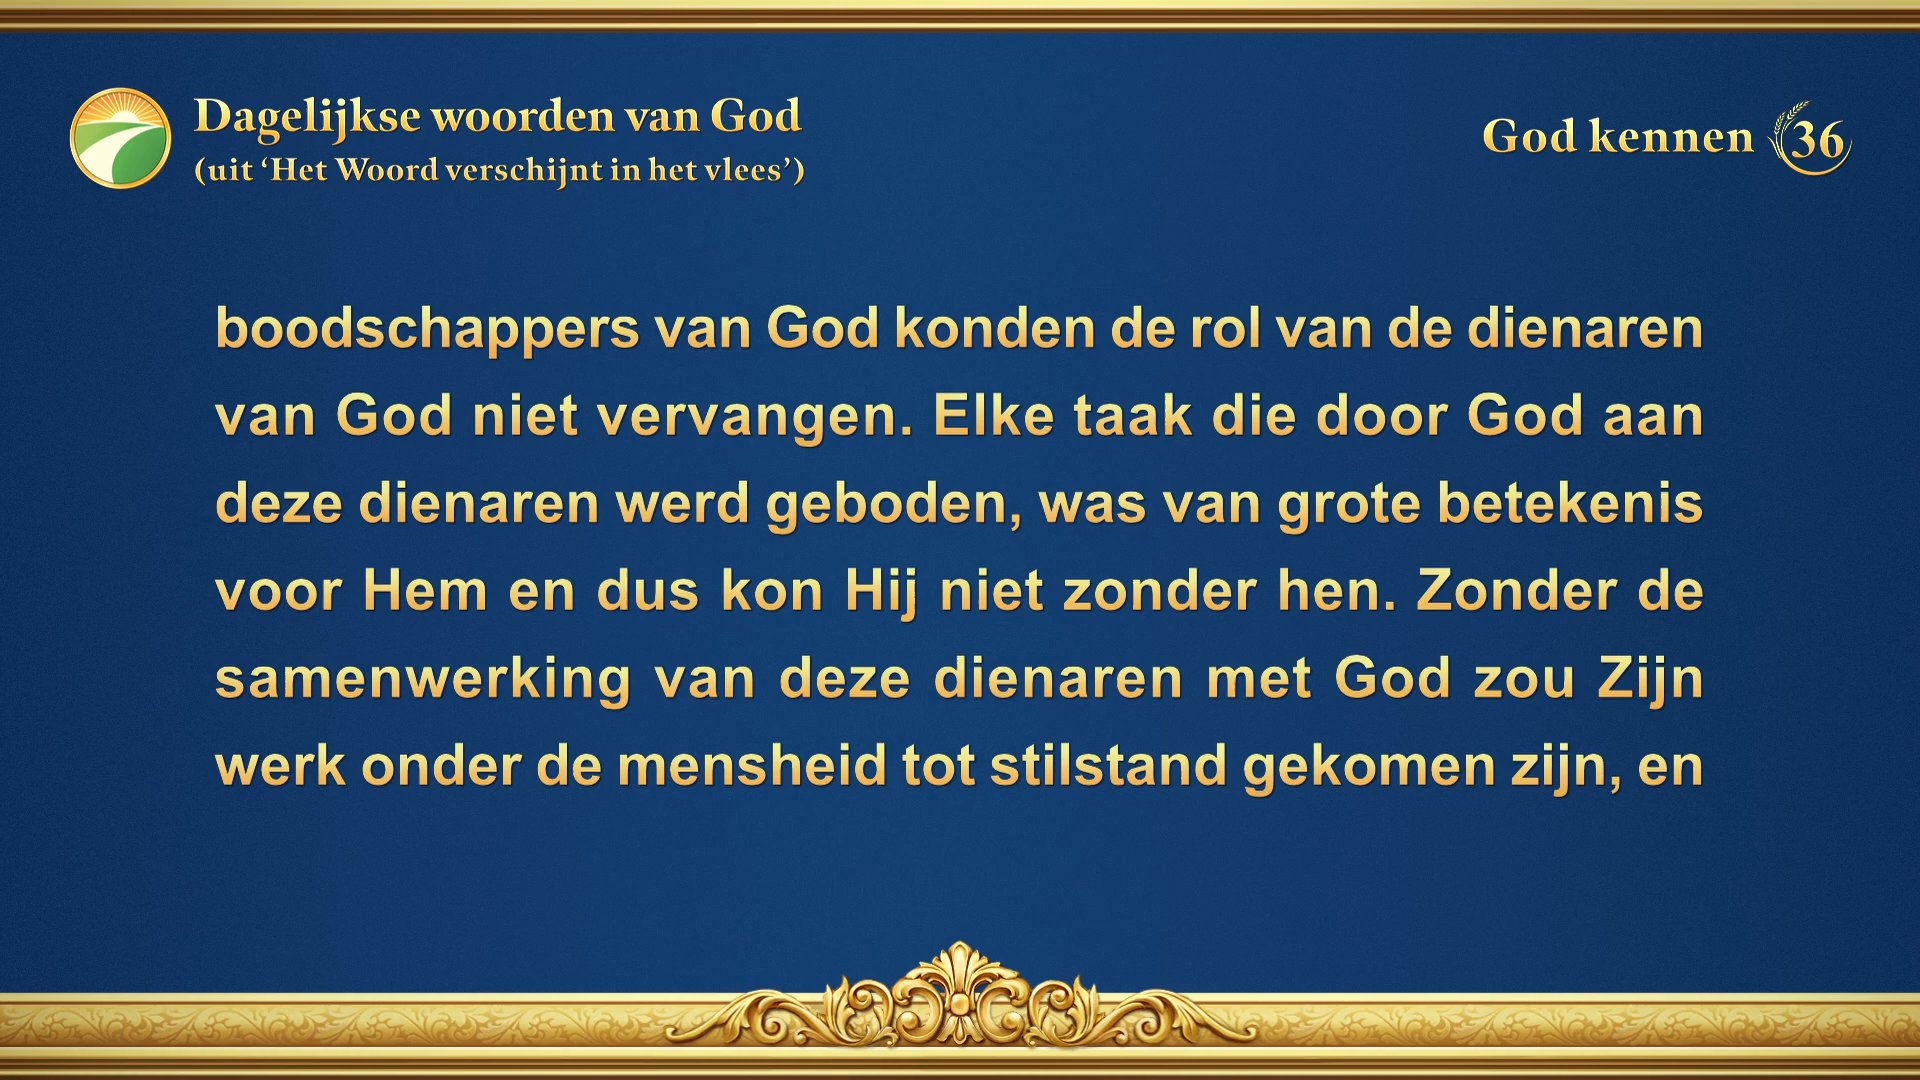 Dagelijkse woorden van God
(uit ‘Het Woord verschijnt in het vlees’)
God kennen 36
boodschappers van God konden de rol van de dienaren
van God niet vervangen. Elke taak die door God aan
deze dienaren werd geboden, was van grote betekenis
voor Hem en dus kon Hij niet zonder hen. Zonder de
samenwerking van deze dienaren met God zou Zijn
werk onder de mensheid tot stilstand gekomen zijn, en